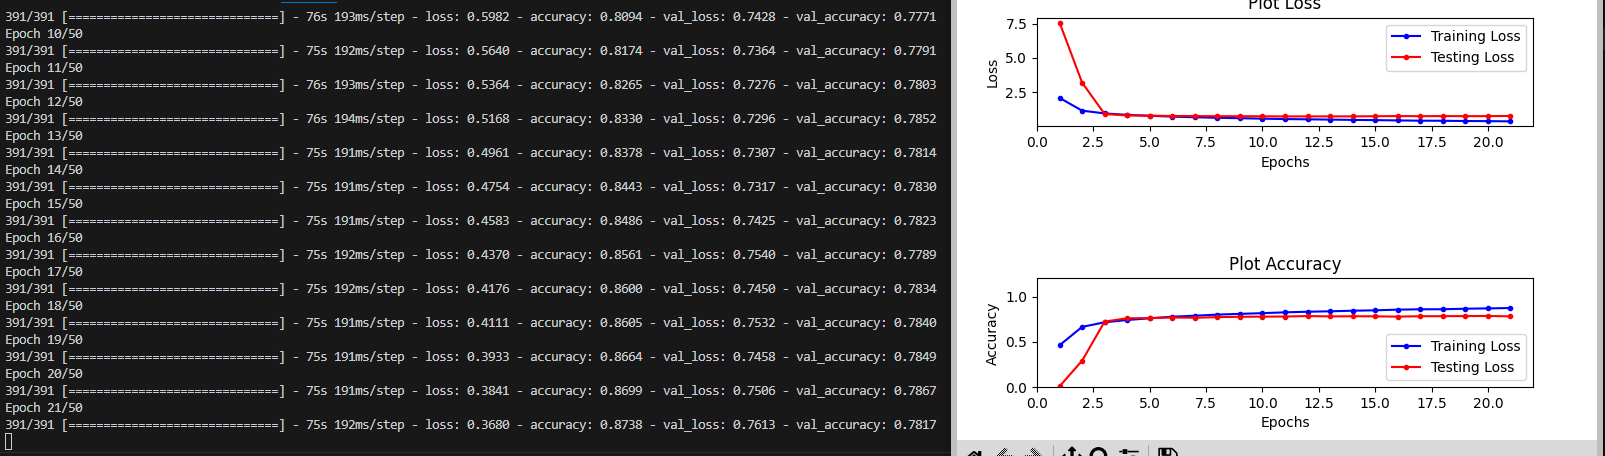 391/391 [==============================] - 76s 193ms/step - loss: 0.5982 - accuracy: 0.8094 - val_loss: 0.7428 - val_accuracy: 0.7771
Epoch 10/50
391/391 [==============================] - 75s 192ms/step - loss: 0.5640 - accuracy: 0.8174 - val_loss: 0.7364 - val_accuracy: 0.7791
Epoch 11/50
391/391 [==============================] - 76s 193ms/step - loss: 0.5364 - accuracy: 0.8265 - val_loss: 0.7276 - val_accuracy: 0.7803
Epoch 12/50
391/391 [==============================] - 76s 194ms/step - loss: 0.5168 - accuracy: 0.8330 - val_loss: 0.7296 - val_accuracy: 0.7852
Epoch 13/50
391/391 [==============================] - 75s 191ms/step - loss: 0.4961 - accuracy: 0.8378 - val_loss: 0.7307 - val_accuracy: 0.7814
Epoch 14/50
391/391 [==============================] - 75s 191ms/step - loss: 0.4754 - accuracy: 0.8443 - val_loss: 0.7317 - val_accuracy: 0.7830
Epoch 15/50
391/391 [==============================] - 75s 191ms/step - loss: 0.4583 - accuracy: 0.8486 - val_loss: 0.7425 - val_accuracy: 0.7823
Epoch 16/50
391/391 [==============================] - 75s 192ms/step - loss: 0.4370 - accuracy: 0.8561 - val_loss: 0.7540 - val_accuracy: 0.7789
Epoch 17/50
391/391 [==============================] - 75s 192ms/step - loss: 0.4176 - accuracy: 0.8600 - val_loss: 0.7450 - val_accuracy: 0.7834
Epoch 18/50
391/391 [==============================] - 75s 191ms/step - loss: 0.4111 - accuracy: 0.8605 - val_loss: 0.7532 - val_accuracy: 0.7840
Epoch 19/50
391/391 [==============================] - 75s 191ms/step - loss: 0.3933 - accuracy: 0.8664 - val_loss: 0.7458 - val_accuracy: 0.7849
Epoch 20/50
391/391 [==============================] - 75s 191ms/step - loss: 0.3841 - accuracy: 0.8699 - val_loss: 0.7506 - val_accuracy: 0.7867
Epoch 21/50
391/391 [==============================] - 75s 192ms/step - loss: 0.3680 - accuracy: 0.8738 - val_loss: 0.7613 - val_accuracy: 0.7817
Plot Loss
7.5
5.0
2.5
Loss
Training Loss
Testing Loss
0.0 2.5 5.0 7.5 10.0 12.5 15.0 17.5 20.0
Epochs
Plot Accuracy
1.0
0.5
0.0
Accuracy
Training Loss
Testing Loss
0.0 2.5 5.0 7.5 10.0 12.5 15.0 17.5 20.0
Epochs